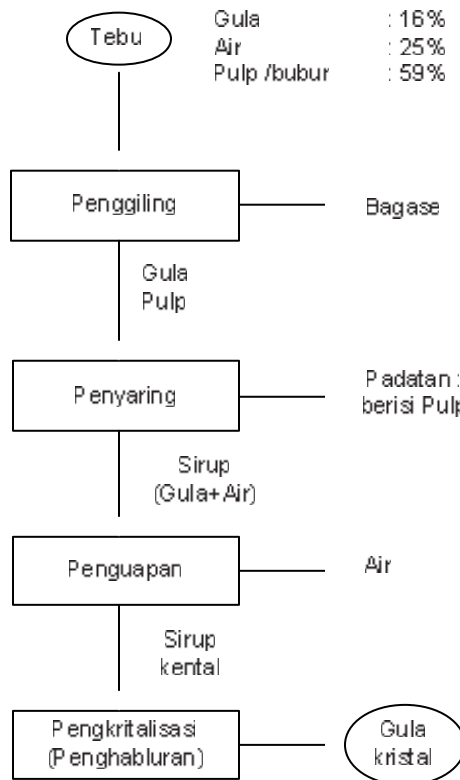 Tebu
Gula : 16%
Air : 25%
Pulp /bubur : 59%
Penggiling
Bagase
Gula
Pulp
Penyaring
Padatan :
berisi Pulp
Sirup
(Gula+Air)
Penguapan
Air
Sirup
kental
Pengkritalisasi
(Penghabluran)
Gula
kristal